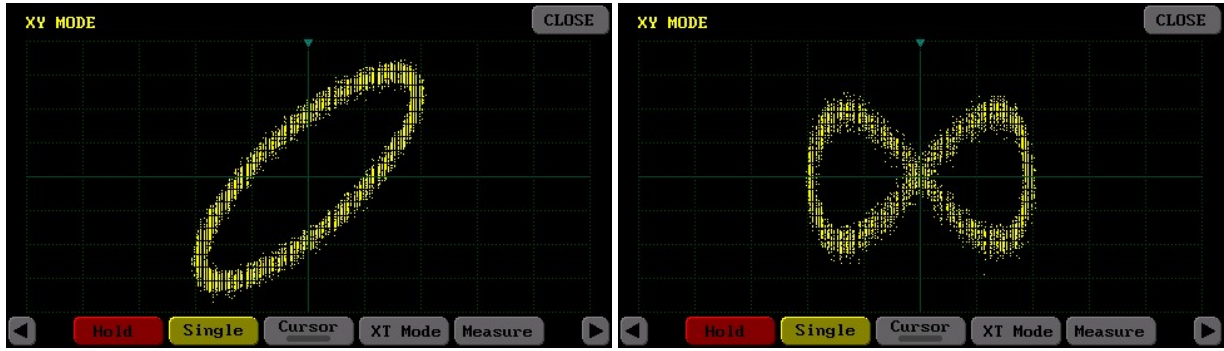 XY MODE
CLOSE
Hold
Single
Cursor
XT Mode
Measure
XY MODE
CLOSE
Hold
Single
Cursor
XT Mode
Measure